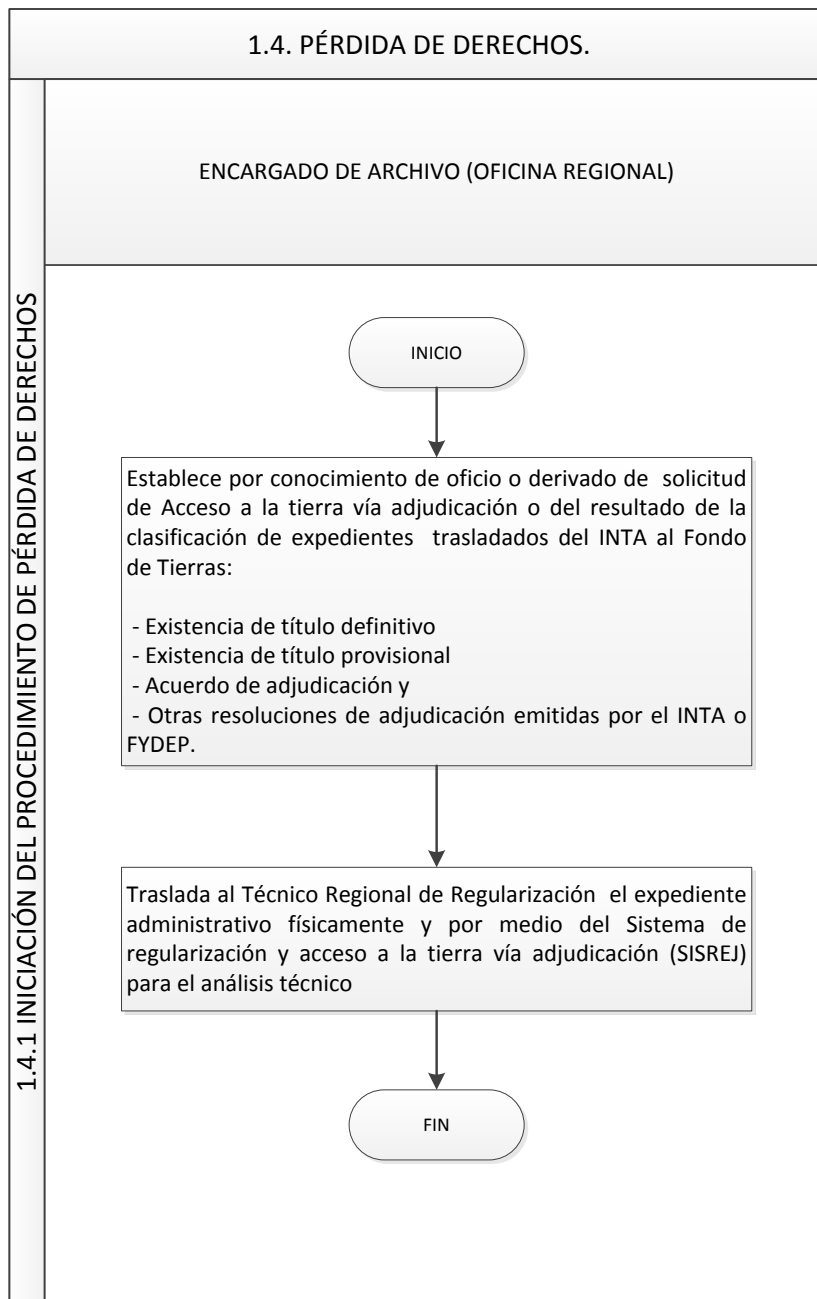 1.4. PÉRDIDA DE DERECHOS.
1.4.1 INICIACIÓN DEL PROCEDIMIENTO DE PÉRDIDA DE DERECHOS
ENCARGADO DE ARCHIVO (OFICINA REGIONAL)
INICIO
Establece por conocimiento de oficio o derivado de solicitud
de Acceso a la tierra vía adjudicación o del resultado de la
clasificación de expedientes trasladados del INTA al Fondo
de Tierras:
- Existencia de título definitivo
- Existencia de título provisional
- Acuerdo de adjudicación y
- Otras resoluciones de adjudicación emitidas por el INTA o
FYDEP.
Traslada al Técnico Regional de Regularización el expediente
administrativo físicamente y por medio del Sistema de
regularización y acceso a la tierra vía adjudicación (SISREJ)
para el análisis técnico
FIN